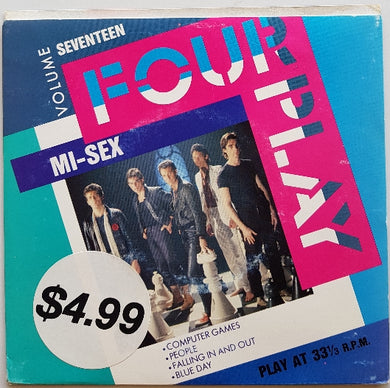 VOLUME SEVENTEEN
FOUR
PLAY
MI-SEX
$4.99
• COMPUTER GAMES
• PEOPLE
• FALLING IN AND OUT
• BLUE DAY
PLAY AT 33⅓ R.P.M.